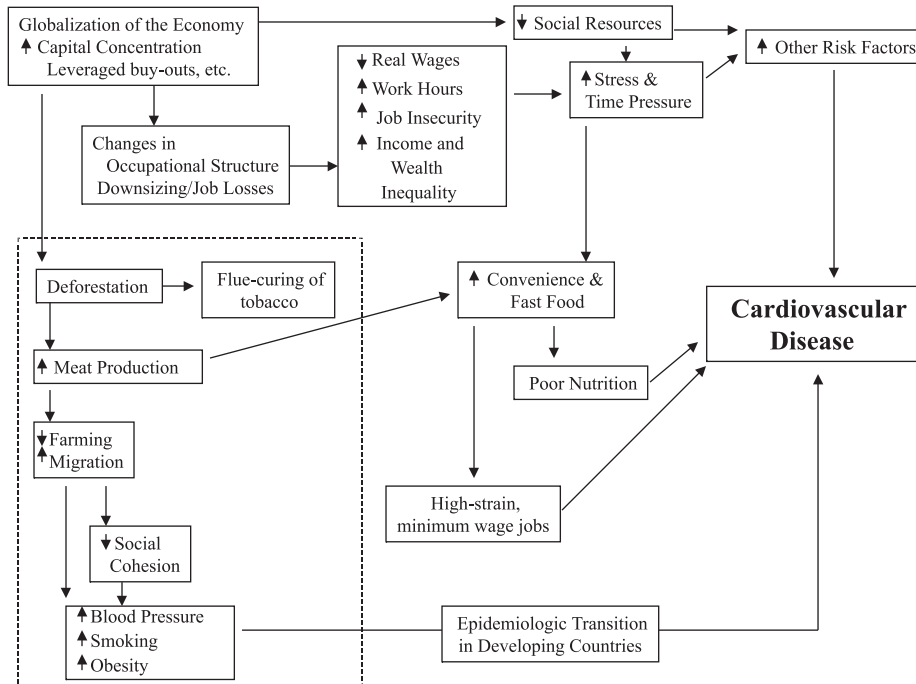 Globalization of the Economy
Capital Concentration
Leveraged buy-outs, etc.
Social Resources
Other Risk Factors
Real Wages
Work Hours
Job Insecurity
Income and
Wealth
Inequality
Stress &
Time Pressure
Changes in
Occupational Structure
Downsizing/Job Losses
Deforestation
Flue-curing of
tobacco
Convenience &
Fast Food
Cardiovascular
Disease
Meat Production
Poor Nutrition
Farming
Migration
High-strain,
minimum wage jobs
Social
Cohesion
Blood Pressure
Smoking
Obesity
Epidemiologic Transition
in Developing Countries